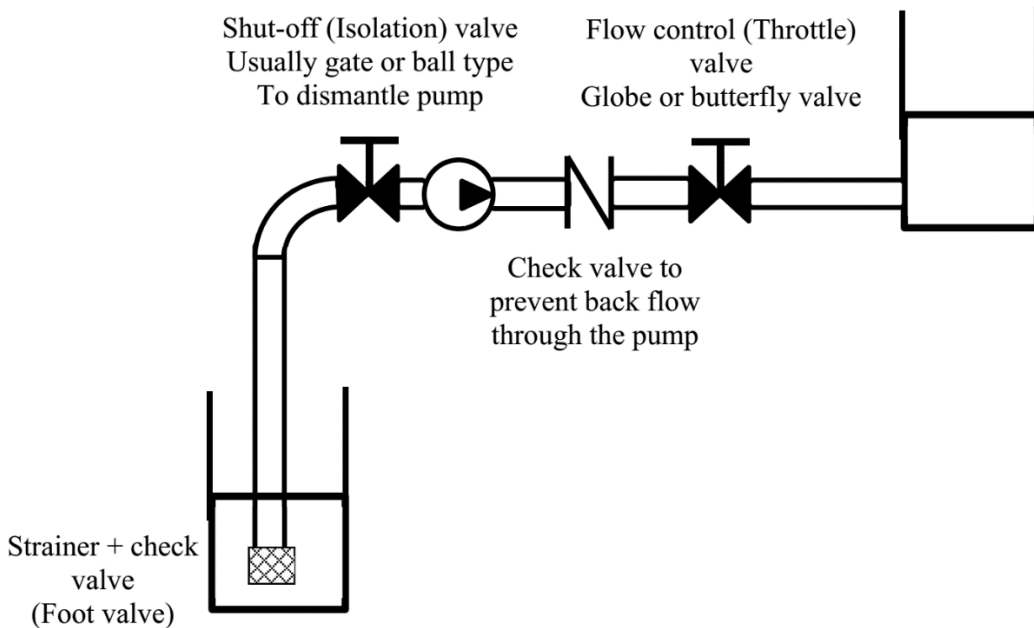 Shut-off (Isolation) valve
Usually gate or ball type
To dismantle pump
Flow control (Throttle)
valve
Globe or butterfly valve
Check valve to
prevent back flow
through the pump
Strainer + check
valve
(Foot valve)